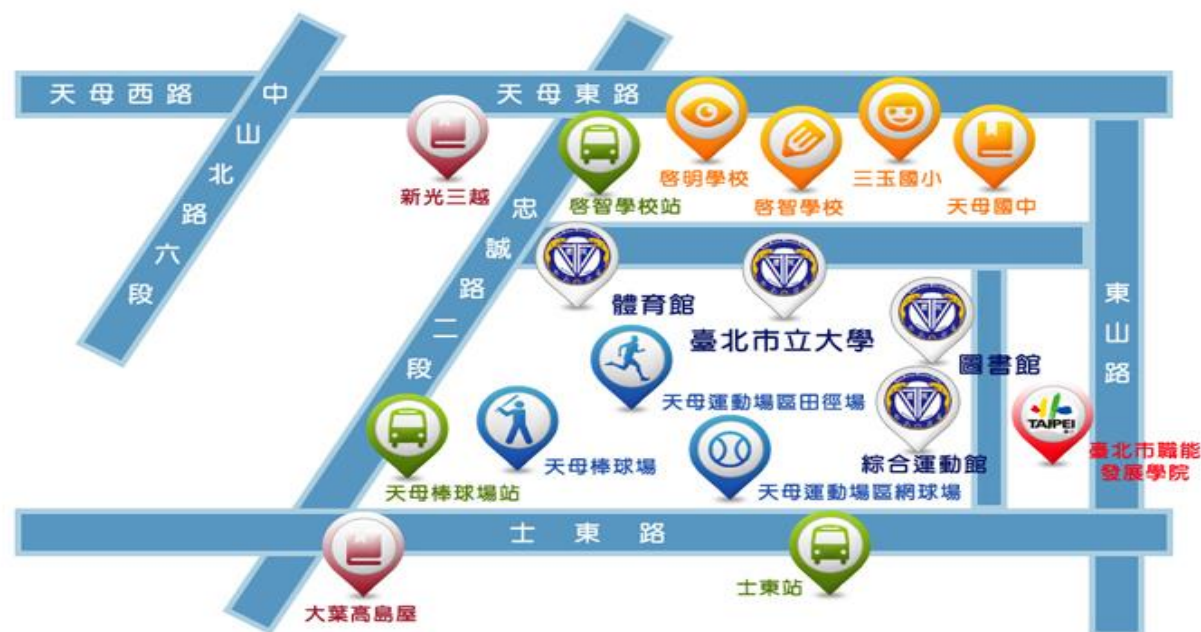 天母西路
中山北路六段
天母東路
新光三越
啓智學校站
啓明學校
啓智學校
三玉國小
天母國中
忠誠路二段
東山路
體育館
臺北市立大學
圖書館
天母運動場區田徑場
TAIPEI
臺北市職能
發展學院
綜合運動館
天母棒球場
天母棒球場站
天母運動場區網球場
士東路
士東站
大葉高島屋